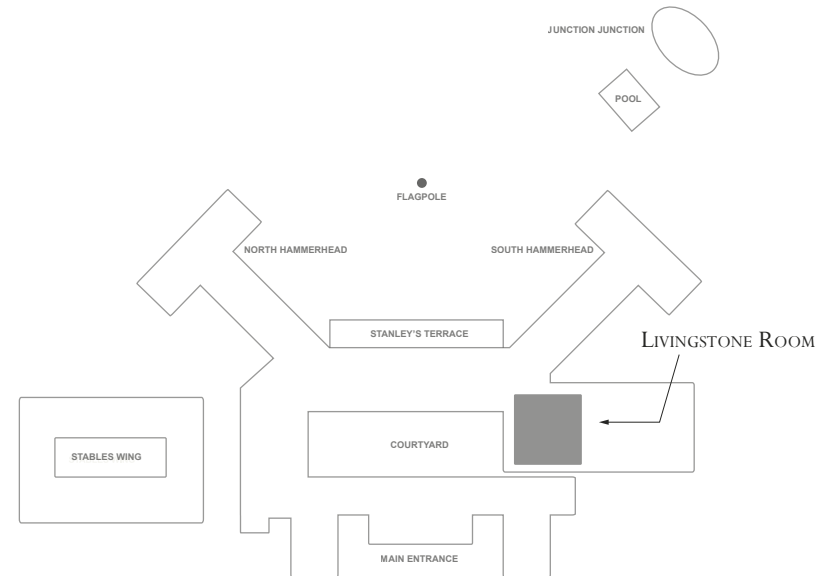 JUNCTION JUNCTION
POOL
FLAGPOLE
NORTH HAMMERHEAD
SOUTH HAMMERHEAD
STANLEY'S TERRACE
LIVINGSTONE ROOM
COURTYARD
STABLES WING
MAIN ENTRANCE